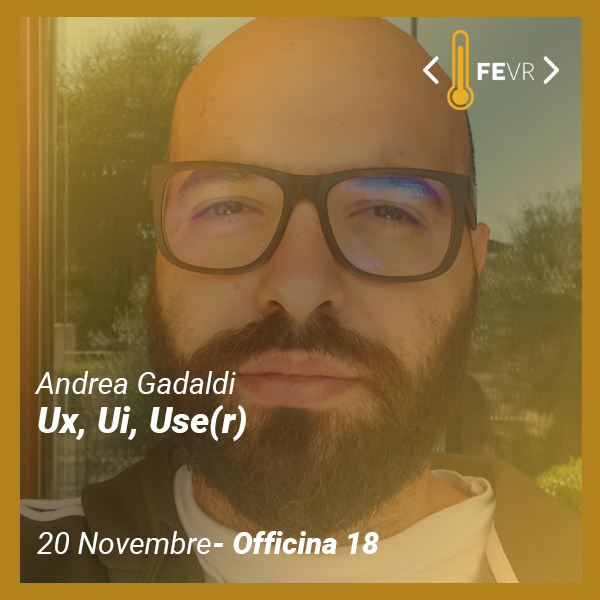 FEVR
Andrea Gadaldi
Ux, Ui, Use(r)
20 Novembre- Officina 18